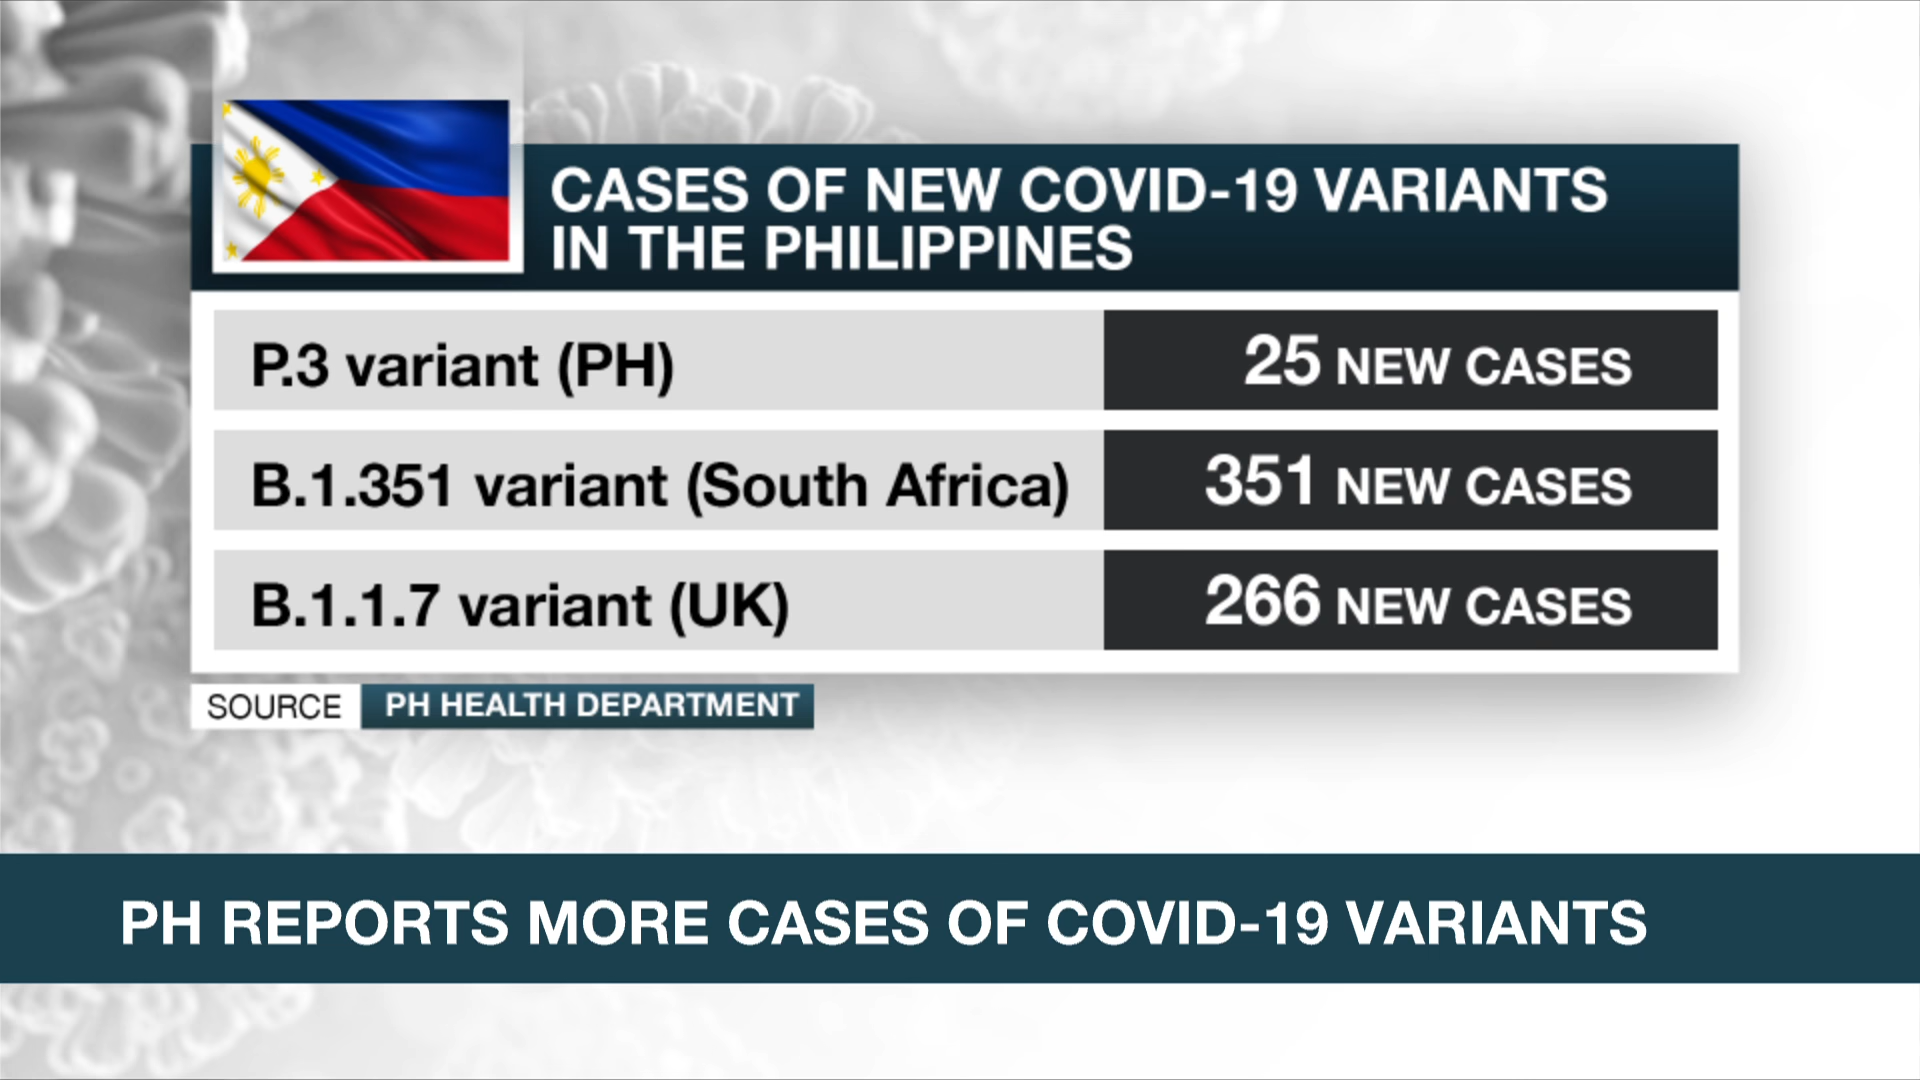 CASES OF NEW COVID-19 VARIANTS
IN THE PHILIPPINES
P.3 variant (PH) 25 NEW CASES
B.1.351 variant (South Africa) 351 NEW CASES
B.1.1.7 variant (UK) 266 NEW CASES
SOURCE PH HEALTH DEPARTMENT
PH REPORTS MORE CASES OF COVID-19 VARIANTS